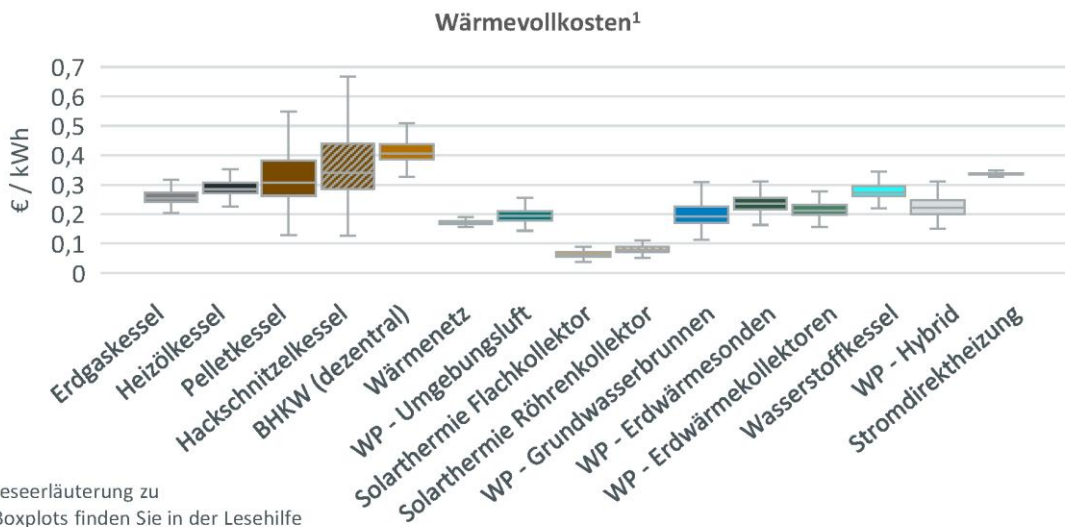 Wärmevollkosten¹
€ / kWh
0,7
0,6
0,5
0,4
0,3
0,2
0,1
0
Erdgaskessel
Heizölkessel
Pelletkessel
Hackschnitzelkessel
BHKW (dezentral)
Wärmenetz
WP - Umgebungsluft
Solarthermie Flachkollektor
Solarthermie Röhrenkollektor
WP - Grundwasserbrunnen
WP - Erdwärmesonden
WP - Erdwärmekollektoren
Wasserstoffkessel
WP - Hybrid
Stromdirektheizung
eseerläuterung zu
Boxplots finden Sie in der Lesehilfe